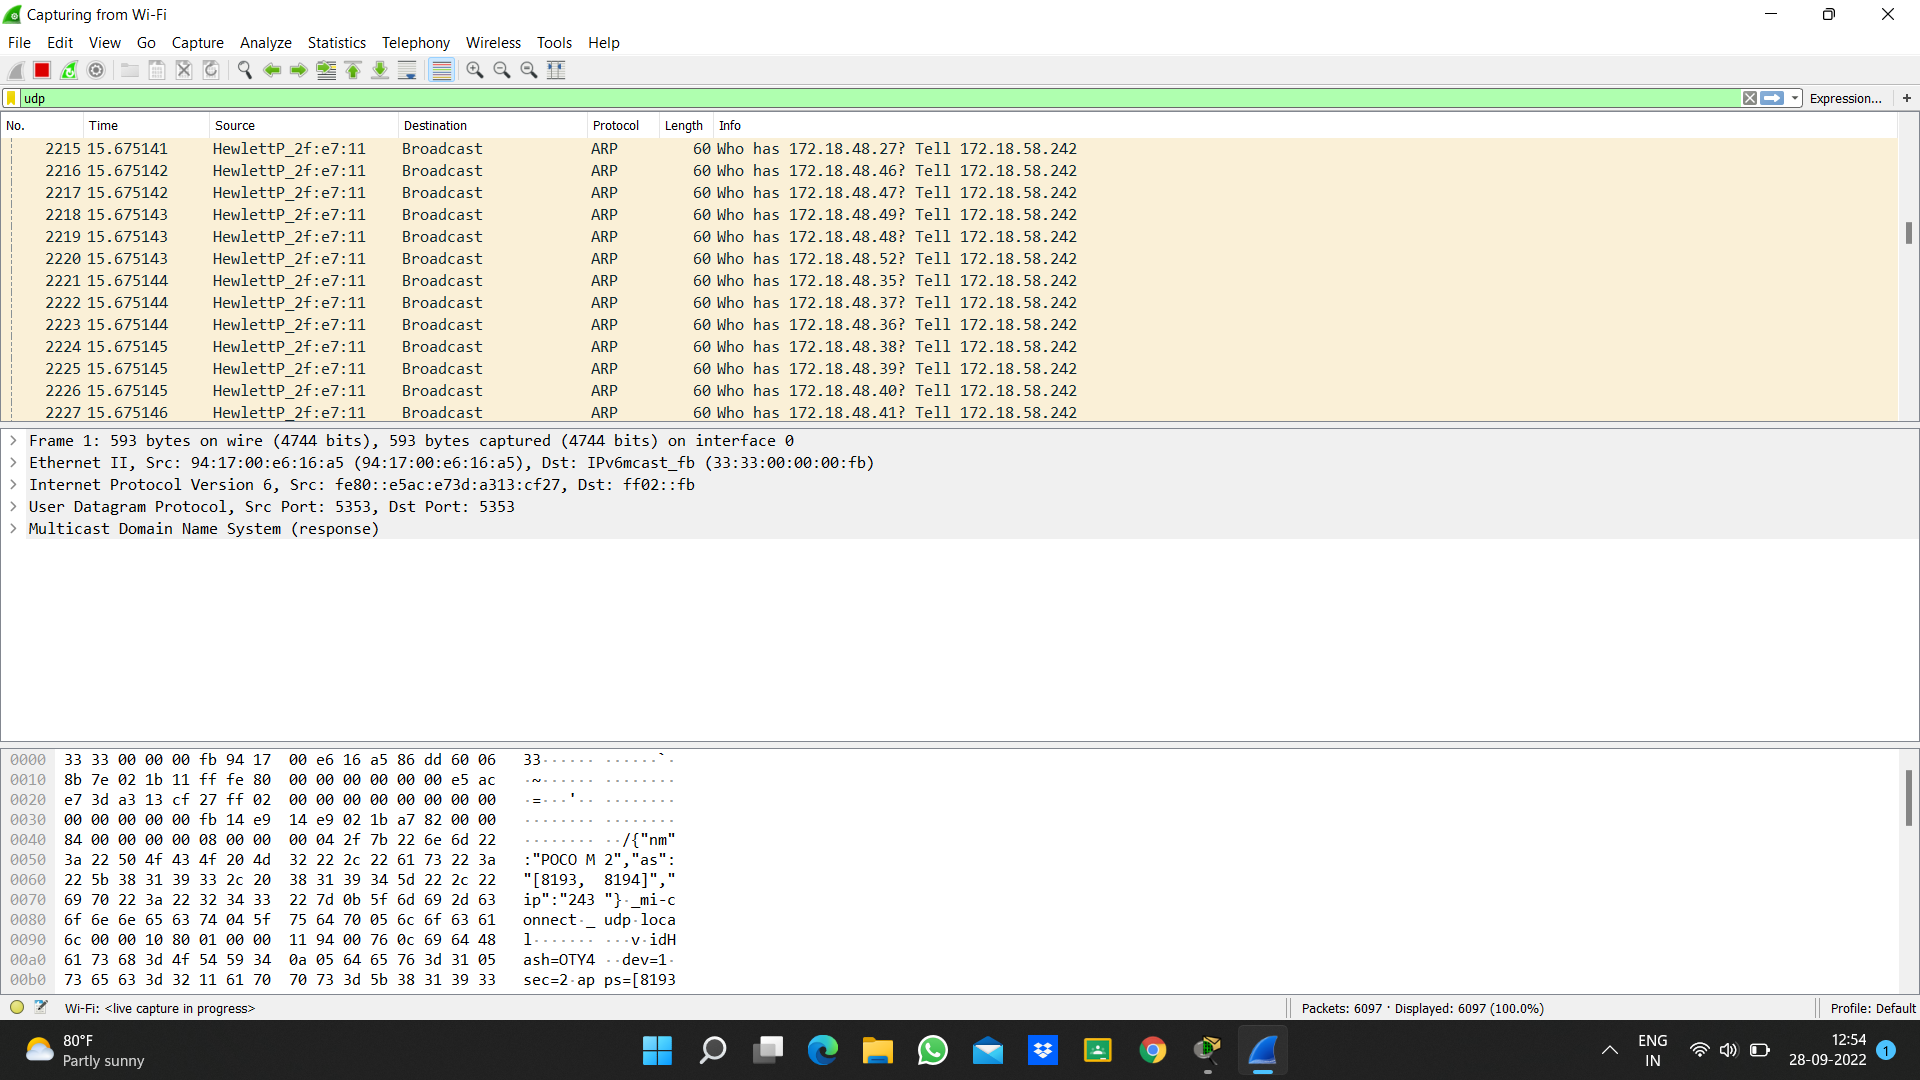 Capturing from Wi-Fi
File Edit View Go Capture Analyze Statistics Telephony Wireless Tools Help
udp Expression... +
No. Time Source Destination Protocol Length Info
2215 15.675141 HewlettP_2f:e7:11 Broadcast ARP 60 Who has 172.18.48.27? Tell 172.18.58.242
2216 15.675142 HewlettP_2f:e7:11 Broadcast ARP 60 Who has 172.18.48.46? Tell 172.18.58.242
2217 15.675142 HewlettP_2f:e7:11 Broadcast ARP 60 Who has 172.18.48.47? Tell 172.18.58.242
2218 15.675143 HewlettP_2f:e7:11 Broadcast ARP 60 Who has 172.18.48.49? Tell 172.18.58.242
2219 15.675143 HewlettP_2f:e7:11 Broadcast ARP 60 Who has 172.18.48.48? Tell 172.18.58.242
2220 15.675143 HewlettP_2f:e7:11 Broadcast ARP 60 Who has 172.18.48.52? Tell 172.18.58.242
2221 15.675144 HewlettP_2f:e7:11 Broadcast ARP 60 Who has 172.18.48.35? Tell 172.18.58.242
2222 15.675144 HewlettP_2f:e7:11 Broadcast ARP 60 Who has 172.18.48.37? Tell 172.18.58.242
2223 15.675144 HewlettP_2f:e7:11 Broadcast ARP 60 Who has 172.18.48.36? Tell 172.18.58.242
2224 15.675145 HewlettP_2f:e7:11 Broadcast ARP 60 Who has 172.18.48.38? Tell 172.18.58.242
2225 15.675145 HewlettP_2f:e7:11 Broadcast ARP 60 Who has 172.18.48.39? Tell 172.18.58.242
2226 15.675145 HewlettP_2f:e7:11 Broadcast ARP 60 Who has 172.18.48.40? Tell 172.18.58.242
2227 15.675146 HewlettP_2f:e7:11 Broadcast ARP 60 Who has 172.18.48.41? Tell 172.18.58.242
Frame 1: 593 bytes on wire (4744 bits), 593 bytes captured (4744 bits) on interface 0
Ethernet II, Src: 94:17:00:e6:16:a5 (94:17:00:e6:16:a5), Dst: IPv6mcast_fb (33:33:00:00:00:fb)
Internet Protocol Version 6, Src: fe80::e5ac:e73d:a313:cf27, Dst: ff02::fb
User Datagram Protocol, Src Port: 5353, Dst Port: 5353
Multicast Domain Name System (response)
0000 33 33 00 00 00 fb 94 17 00 e6 16 a5 86 dd 60 06 33······ ······`·
0010 8b 7e 02 1b 11 ff fe 80 00 00 00 00 00 00 e5 ac ·~······ ········
0020 e7 3d a3 13 cf 27 ff 02 00 00 00 00 00 00 00 00 ·=···'·· ········
0030 00 00 00 00 00 fb 14 e9 14 e9 02 1b a7 82 00 00 ········ ········
0040 84 00 00 00 00 08 00 00 00 04 2f 7b 22 6e 6d 22 ········ ··/{"nm"
0050 3a 22 50 4f 43 4f 20 4d 32 22 2c 22 61 73 22 3a :"POCO M 2","as":
0060 22 5b 38 31 39 33 2c 20 38 31 39 34 5d 22 2c 22 "[8193, 8194]","
0070 69 70 22 3a 22 32 34 33 22 7d 0b 5f 6d 69 2d 63 ip":"243 "}·_mi-c
0080 6f 6e 6e 65 63 74 04 5f 75 64 70 05 6c 6f 63 61 onnect·_ udp·loca
0090 6c 00 00 10 80 01 00 00 11 94 00 76 0c 69 64 48 l······· ···v·idH
00a0 61 73 68 3d 4f 54 59 34 0a 05 64 65 76 3d 31 05 ash=OTY4 ··dev=1·
00b0 73 65 63 3d 32 11 61 70 70 73 3d 5b 38 31 39 33 sec=2·ap ps=[8193
Wi-Fi: <live capture in progress> Packets: 6097 · Displayed: 6097 (100.0%) Profile: Default
80°F
Partly sunny
ENG
IN
12:54
28-09-2022
1